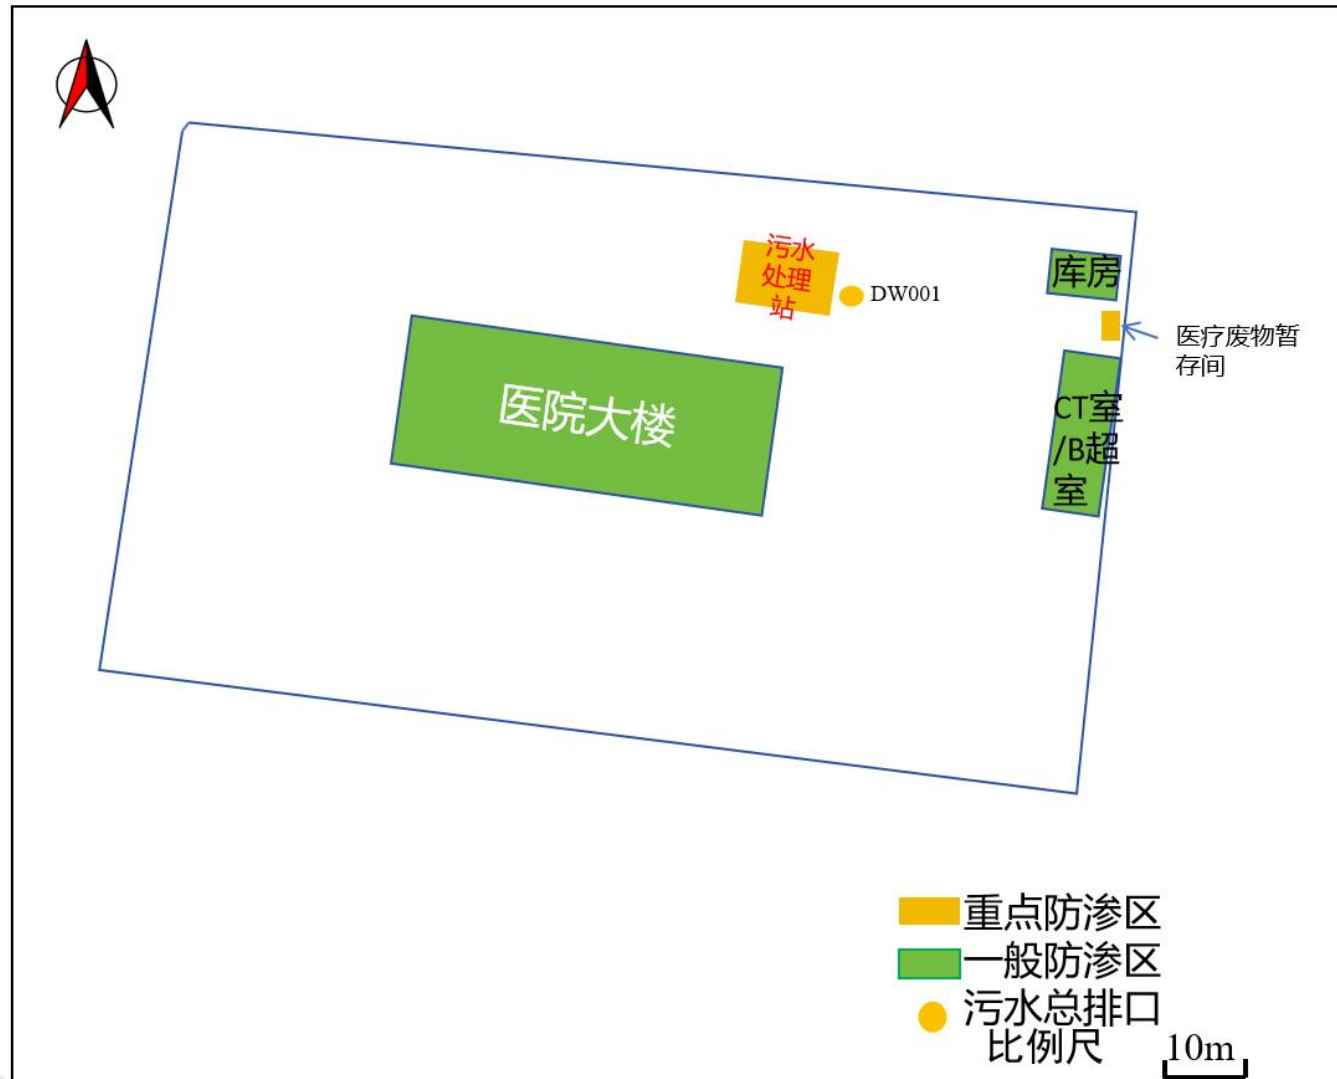 污水
处理
站
DW001
库房
医疗废物暂
存间
医院大楼
CT室
/B超
室
重点防渗区
一般防渗区
污水总排口
比例尺
10m